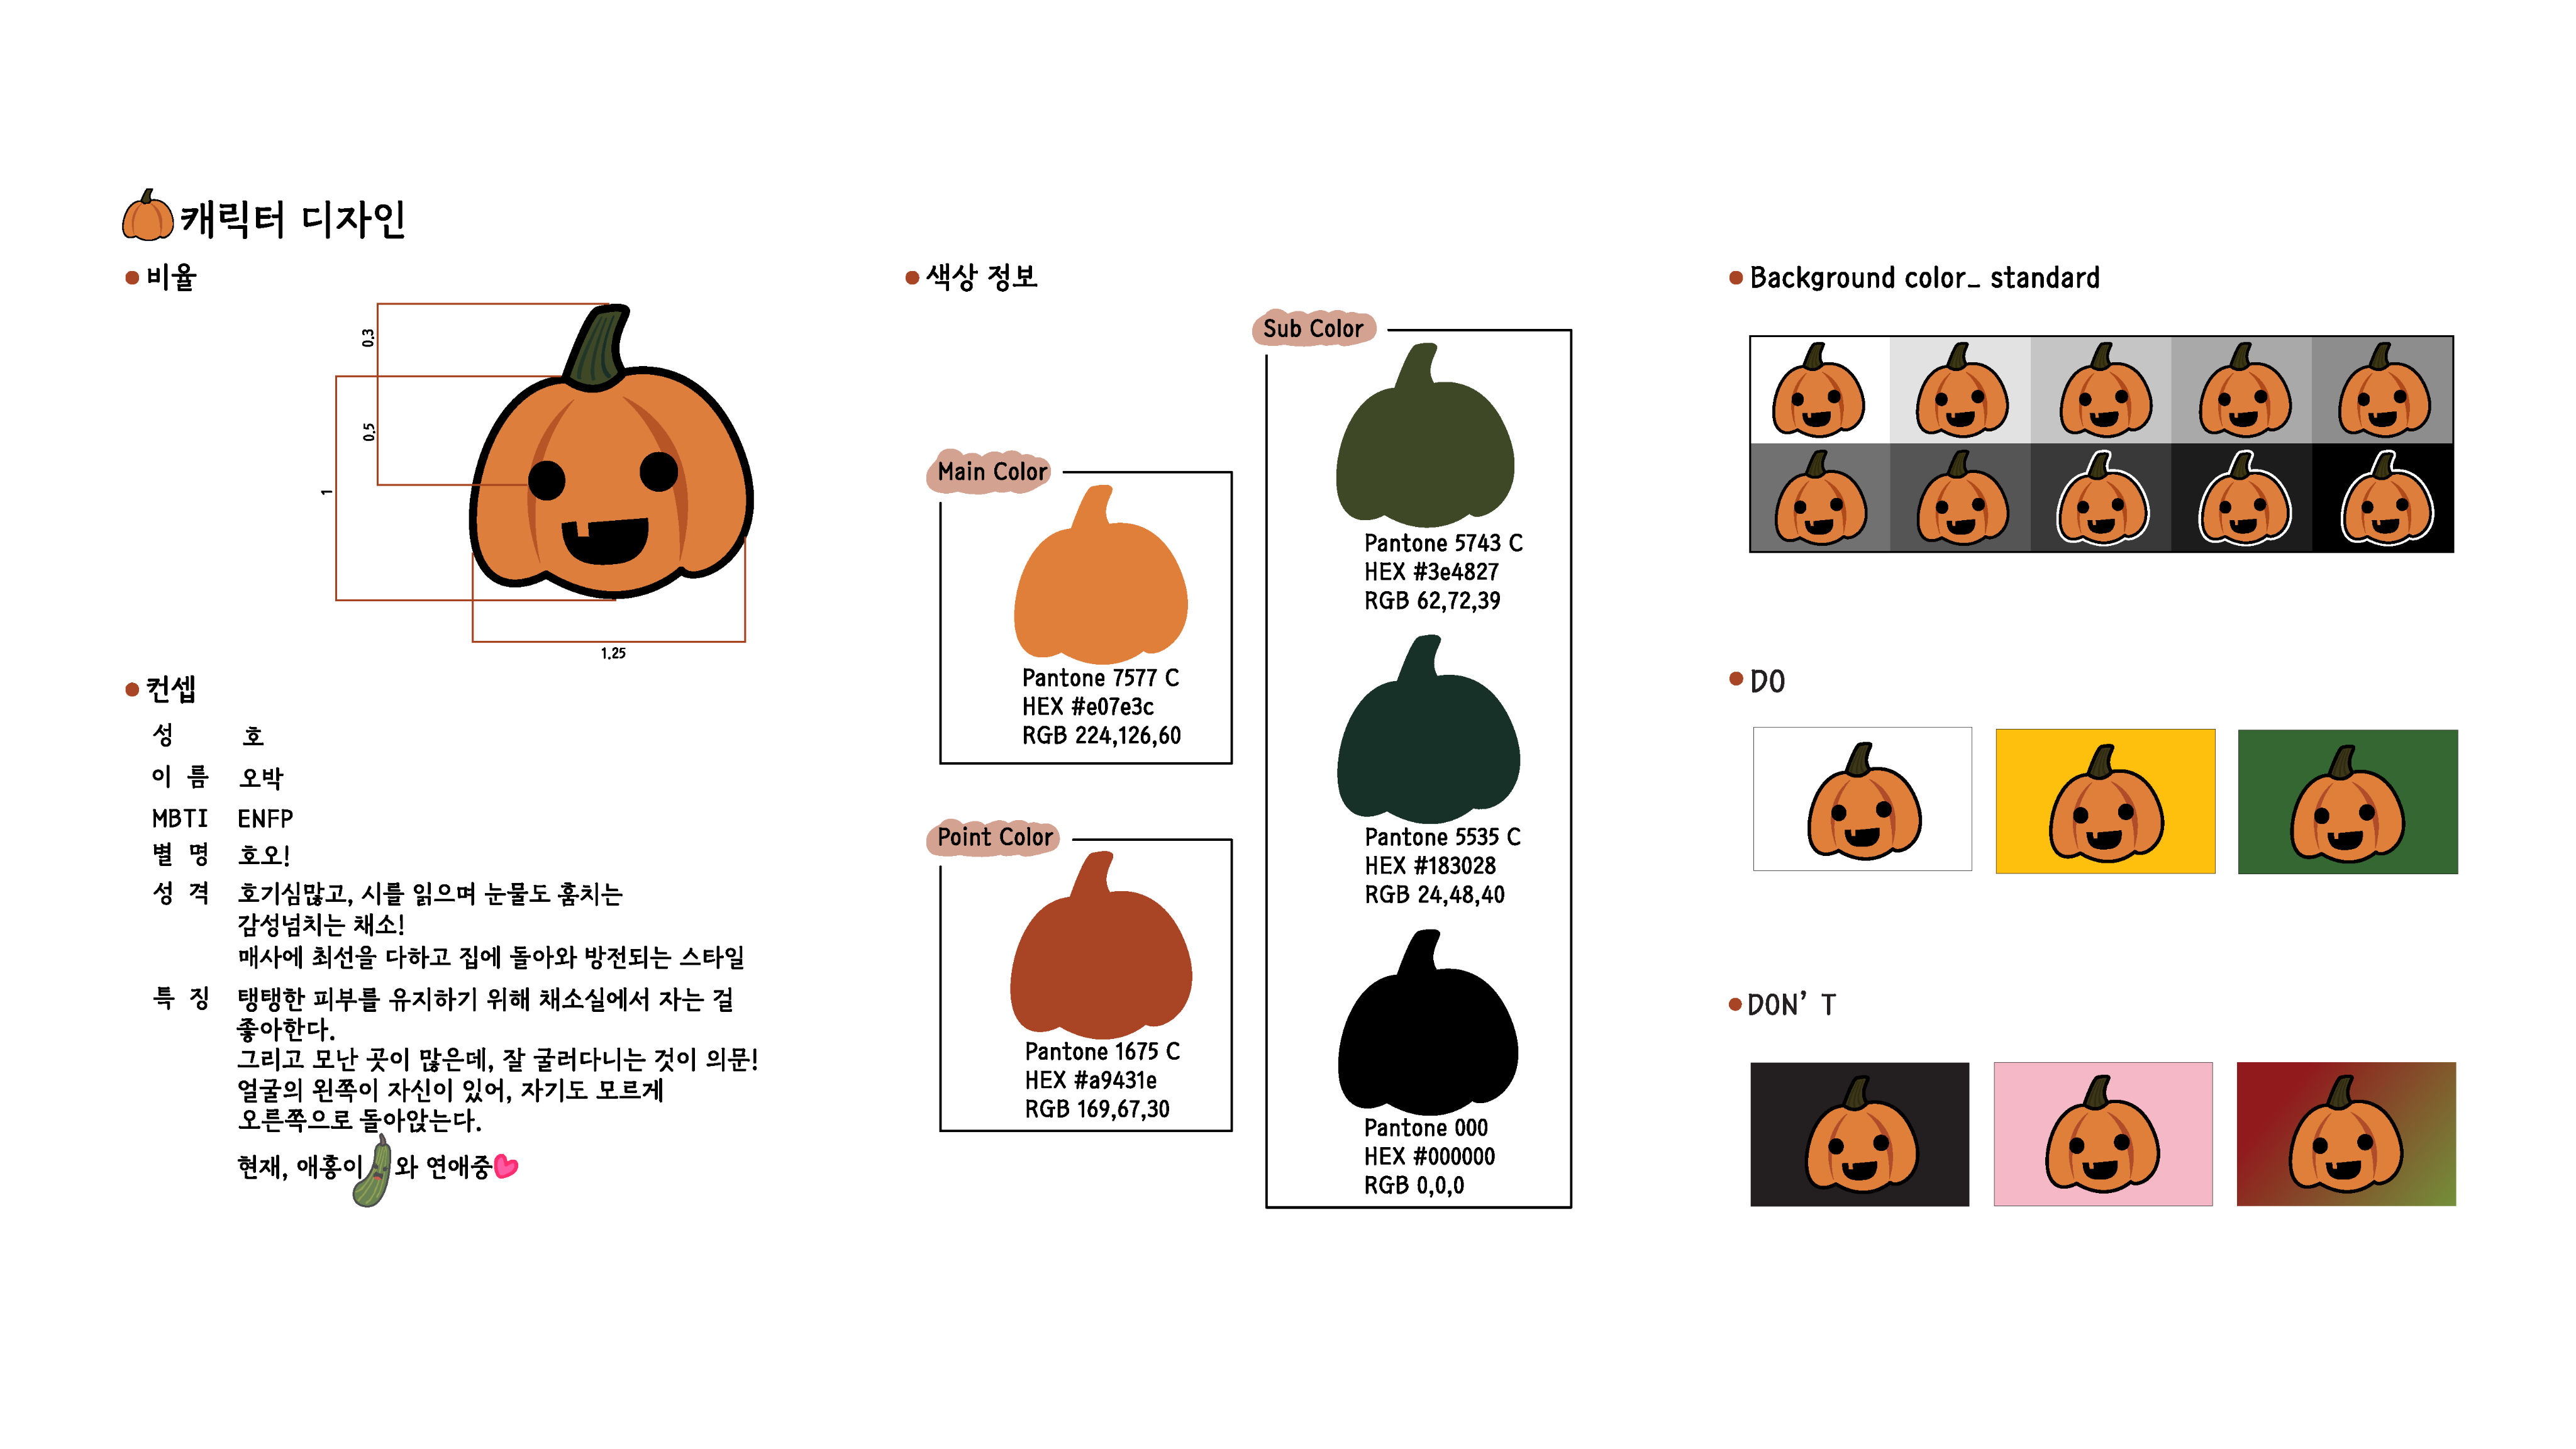 캐릭터 디자인
비율
0.3
0.5
1
1.25
컨셉
성 호
이 름 오박
MBTI ENFP
별 명 호오!
성 격 호기심많고, 시를 읽으며 눈물도 훔치는
감성넘치는 채소!
매사에 최선을 다하고 집에 돌아와 방전되는 스타일
특 징 탱탱한 피부를 유지하기 위해 채소실에서 자는 걸
좋아한다.
그리고 모난 곳이 많은데, 잘 굴러다니는 것이 의문!
얼굴의 왼쪽이 자신이 있어, 자기도 모르게
오른쪽으로 돌아앉는다.
현재, 애홍이와 연애중
색상 정보
Main Color
Pantone 7577 C
HEX #e07e3c
RGB 224,126,60
Point Color
Pantone 1675 C
HEX #a9431e
RGB 169,67,30
Sub Color
Pantone 5743 C
HEX #3e4827
RGB 62,72,39
Pantone 5535 C
HEX #183028
RGB 24,48,40
Pantone 000
HEX #000000
RGB 0,0,0
Background color_ standard
DO
DON' T